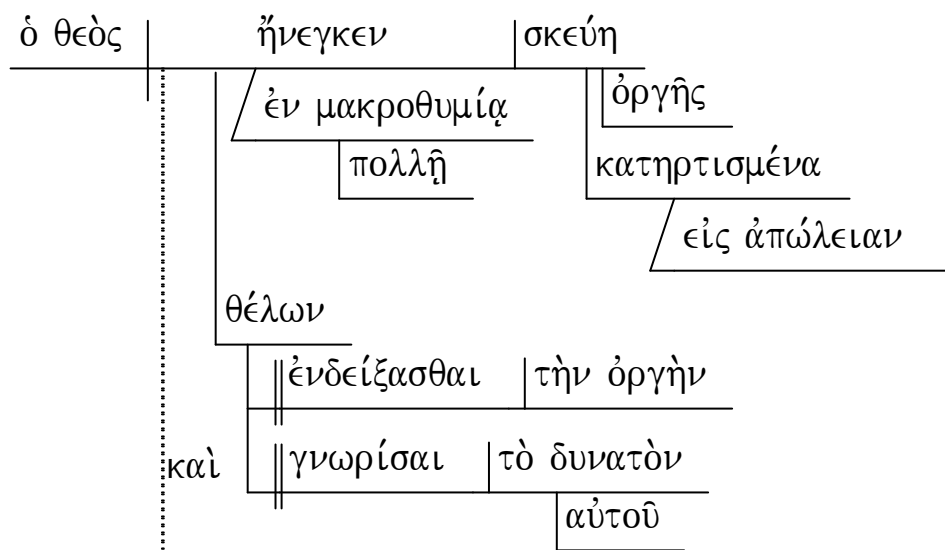 ὁ θεὸς ἤνεγκεν σκεύη
ὀργῆς
ἐν μακροθυμίᾳ
πολλῇ
κατηρτισμένα
εἰς ἀπώλειαν
θέλων
ἐνδείξασθαι τὴν ὀργὴν
καὶ
γνωρίσαι τὸ δυνατὸν
αὐτοῦ